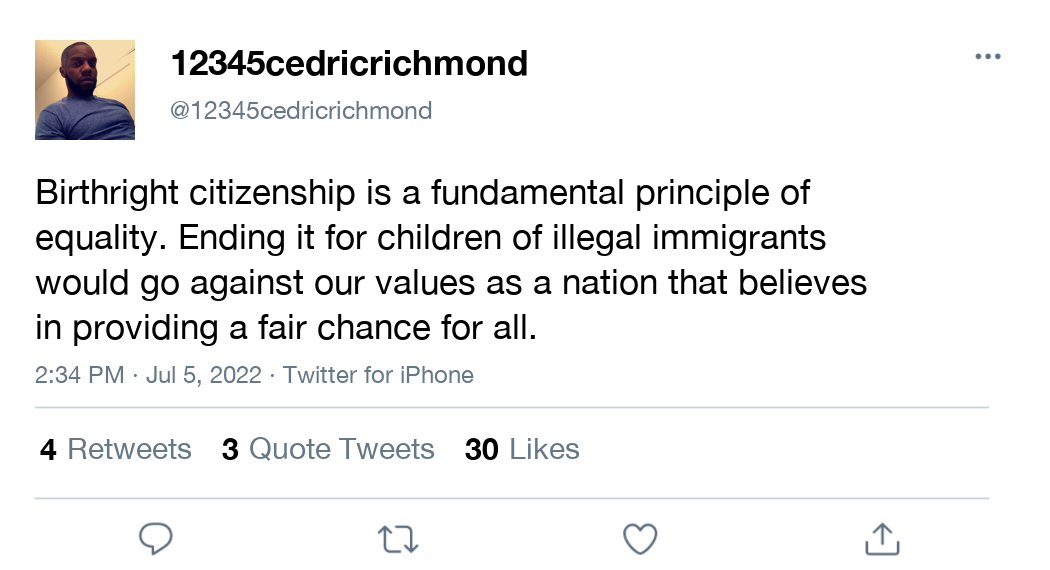 12345cedricrichmond
@12345cedricrichmond
Birthright citizenship is a fundamental principle of
equality. Ending it for children of illegal immigrants
would go against our values as a nation that believes
in providing a fair chance for all.
2:34 PM · Jul 5, 2022 · Twitter for iPhone
4 Retweets 3 Quote Tweets 30 Likes